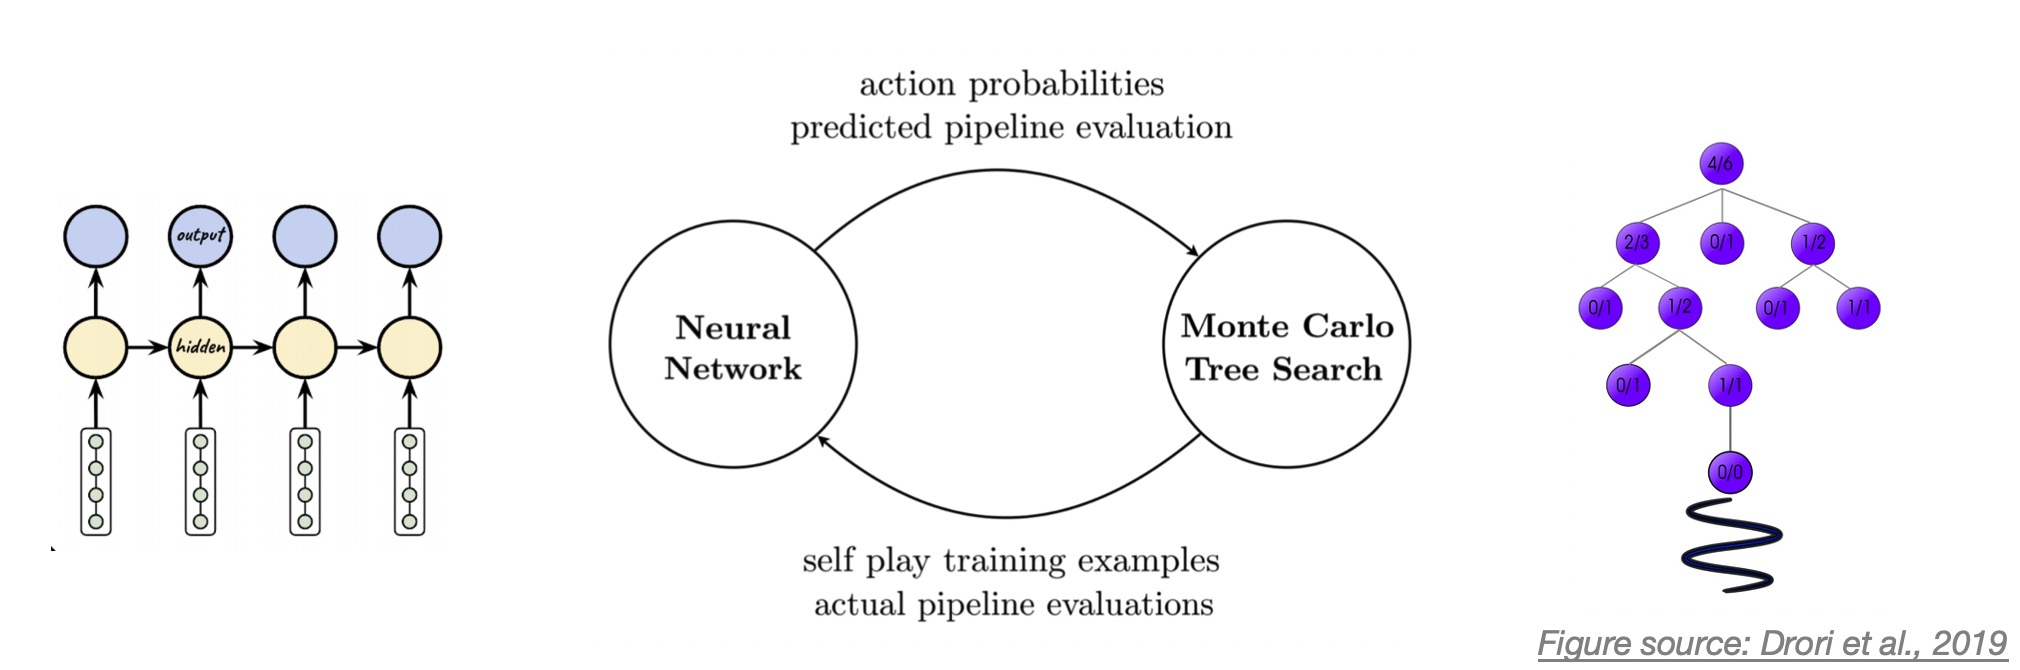 action probabilities
predicted pipeline evaluation
output
hidden
Neural
Network
Monte Carlo
Tree Search
self play training examples
actual pipeline evaluations
4/6
2/3 0/1 1/2
0/1 1/2 0/1 1/1
0/1 1/1
0/0
Figure source: Drori et al., 2019